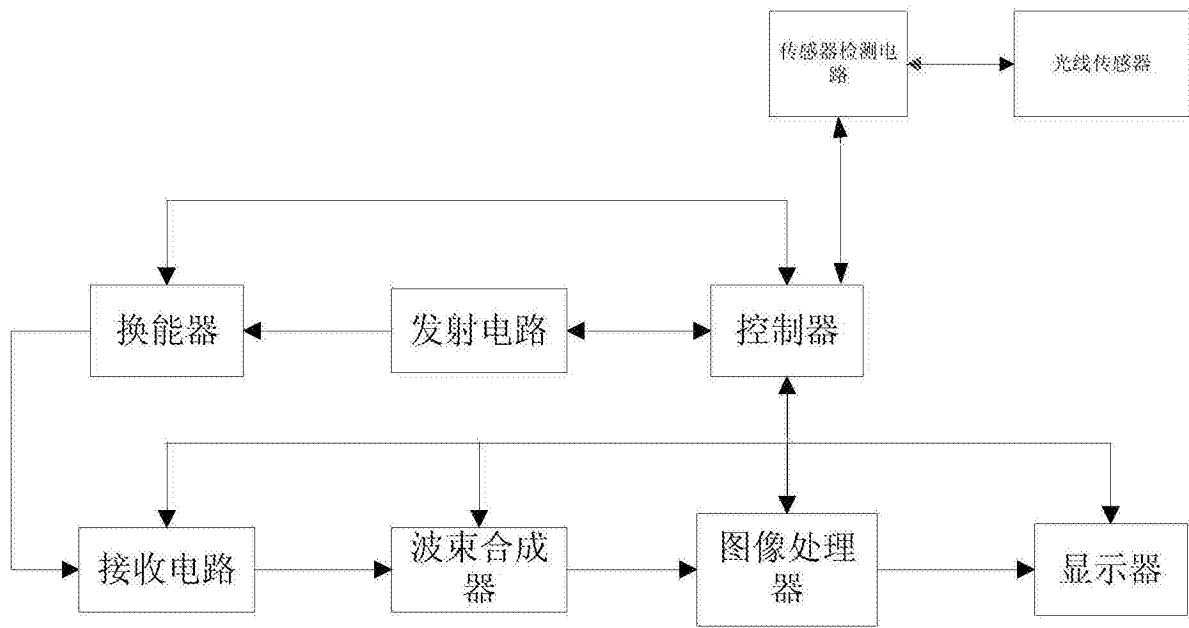 传感器检测电
路
光线传感器
换能器
发射电路
控制器
接收电路
波束合成
器
图像处理
器
显示器